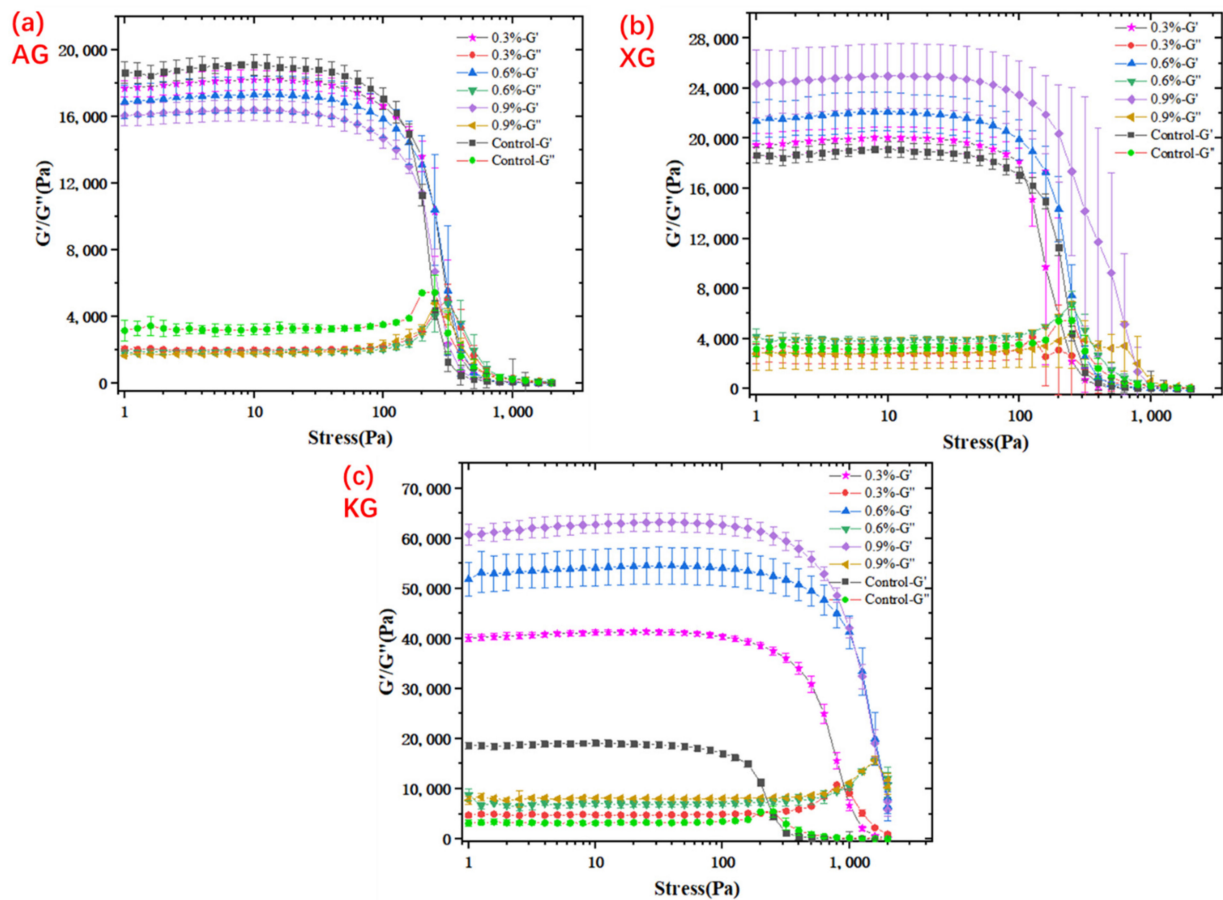 (a)
AG
20, 000
16, 000
12, 000
8, 000
4, 000
0
G'/G''(Pa)
1
10
100
1, 000
Stress(Pa)
0.3%-G'
0.3%-G''
0.6%-G'
0.6%-G''
0.9%-G'
0.9%-G''
Control-G'
Control-G''
(b)
XG
28, 000
24, 000
20, 000
16, 000
12, 000
8, 000
4, 000
0
G'/G''(Pa)
1
10
100
1, 000
Stress(Pa)
0.3%-G'
0.3%-G''
0.6%-G'
0.6%-G''
0.9%-G'
0.9%-G''
Control-G'
Control-G''
(c)
KG
70, 000
60, 000
50, 000
40, 000
30, 000
20, 000
10, 000
0
G'/G''(Pa)
1
10
100
1, 000
Stress(Pa)
0.3%-G'
0.3%-G''
0.6%-G'
0.6%-G''
0.9%-G'
0.9%-G''
Control-G'
Control-G''